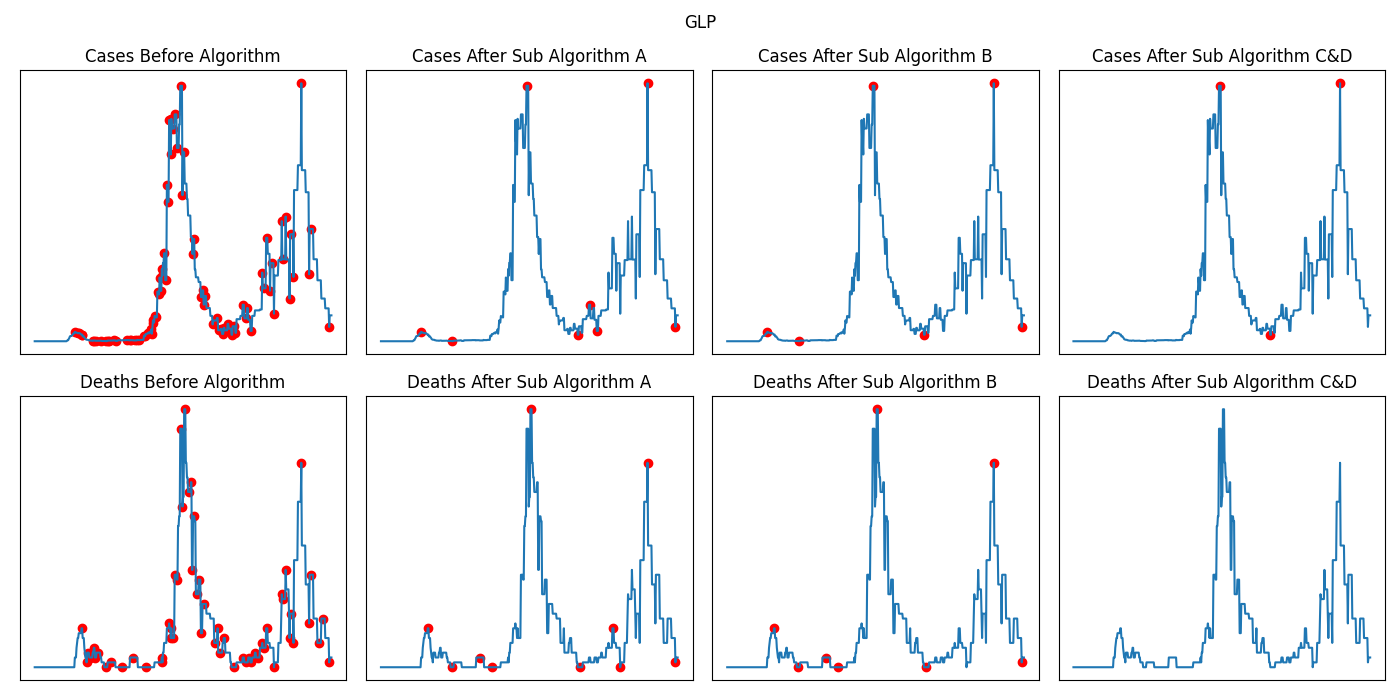 GLP
Cases Before Algorithm
Cases After Sub Algorithm A
Cases After Sub Algorithm B
Cases After Sub Algorithm C&D
Deaths Before Algorithm
Deaths After Sub Algorithm A
Deaths After Sub Algorithm B
Deaths After Sub Algorithm C&D